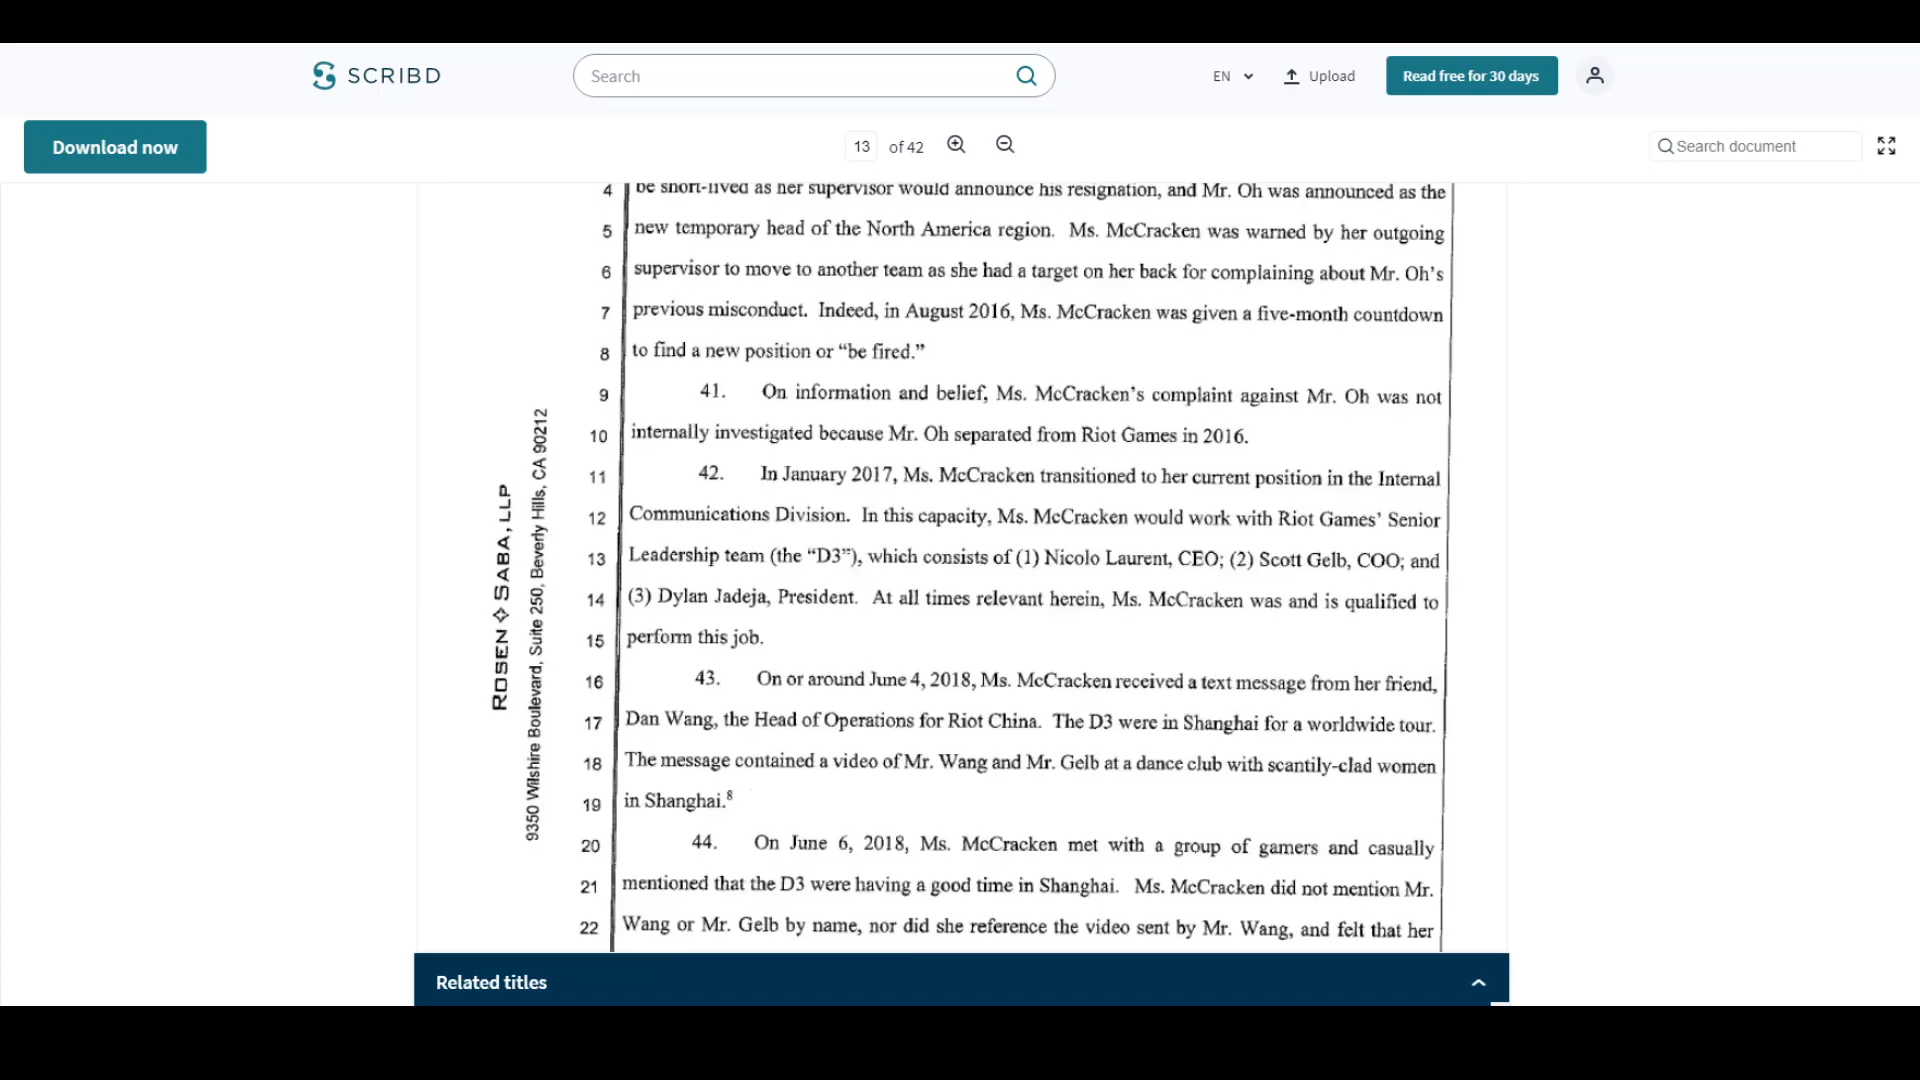 SCRIBD
Search
EN
Upload
Read free for 30 days
Download now
13 of 42
Search document
4 be short-lived as her supervisor would announce his resignation, and Mr. Oh was announced as the
5 new temporary head of the North America region. Ms. McCracken was warned by her outgoing
6 supervisor to move to another team as she had a target on her back for complaining about Mr. Oh's
7 previous misconduct. Indeed, in August 2016, Ms. McCracken was given a five-month countdown
8 to find a new position or “be fired.”
9 41. On information and belief, Ms. McCracken's complaint against Mr. Oh was not
10 internally investigated because Mr. Oh separated from Riot Games in 2016.
11 42. In January 2017, Ms. McCracken transitioned to her current position in the Internal
12 Communications Division. In this capacity, Ms. McCracken would work with Riot Games' Senior
13 Leadership team (the “D3”), which consists of (1) Nicolo Laurent, CEO; (2) Scott Gelb, COO; and
14 (3) Dylan Jadeja, President. At all times relevant herein, Ms. McCracken was and is qualified to
15 perform this job.
16 43. On or around June 4, 2018, Ms. McCracken received a text message from her friend,
17 Dan Wang, the Head of Operations for Riot China. The D3 were in Shanghai for a worldwide tour.
18 The message contained a video of Mr. Wang and Mr. Gelb at a dance club with scantily-clad women
19 in Shanghai.8
20 44. On June 6, 2018, Ms. McCracken met with a group of gamers and casually
21 mentioned that the D3 were having a good time in Shanghai. Ms. McCracken did not mention Mr.
22 Wang or Mr. Gelb by name, nor did she reference the video sent by Mr. Wang, and felt that her
ROSEN ✧ SABA, LLP
9350 Wilshire Boulevard, Suite 250, Beverly Hills, CA 90212
Related titles